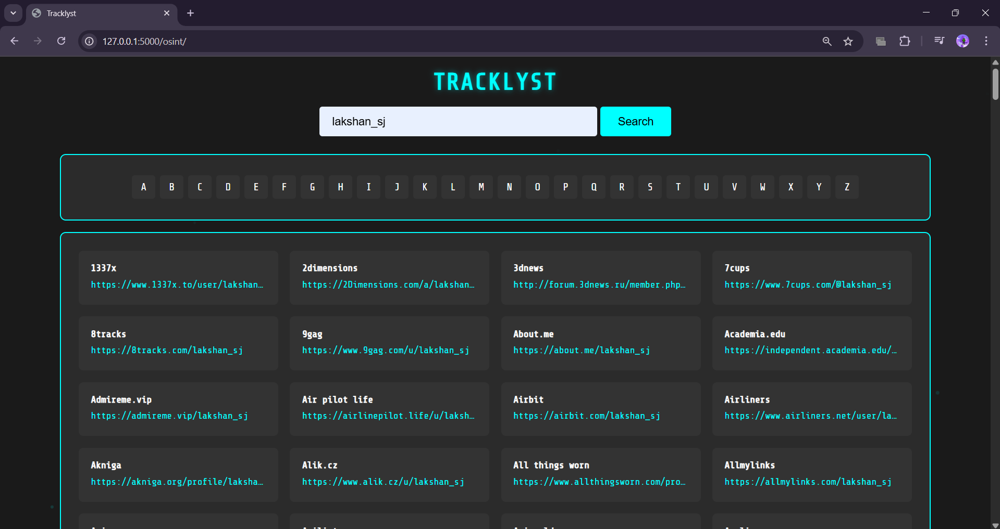 Tracklyst
127.0.0.1:5000/osint/
TRACKLYST
lakshan_sj
Search
A B C D E F G H I J K L M N O P Q R S T U V W X Y Z
1337x
https://www.1337x.to/user/lakshan…
2dimensions
https://2Dimensions.com/a/lakshan…
3dnews
http://forum.3dnews.ru/member.php…
7cups
https://www.7cups.com/@lakshan_sj
8tracks
https://8tracks.com/lakshan_sj
9gag
https://www.9gag.com/u/lakshan_sj
About.me
https://about.me/lakshan_sj
Academia.edu
https://independent.academia.edu/…
Admireme.vip
https://admireme.vip/lakshan_sj
Air pilot life
https://airlinepilot.life/u/laksh…
Airbit
https://airbit.com/lakshan_sj
Airliners
https://www.airliners.net/user/la…
Akniga
https://akniga.org/profile/laksha…
Alik.cz
https://www.alik.cz/u/lakshan_sj
All things worn
https://www.allthingsworn.com/pro…
Allmylinks
https://allmylinks.com/lakshan_sj